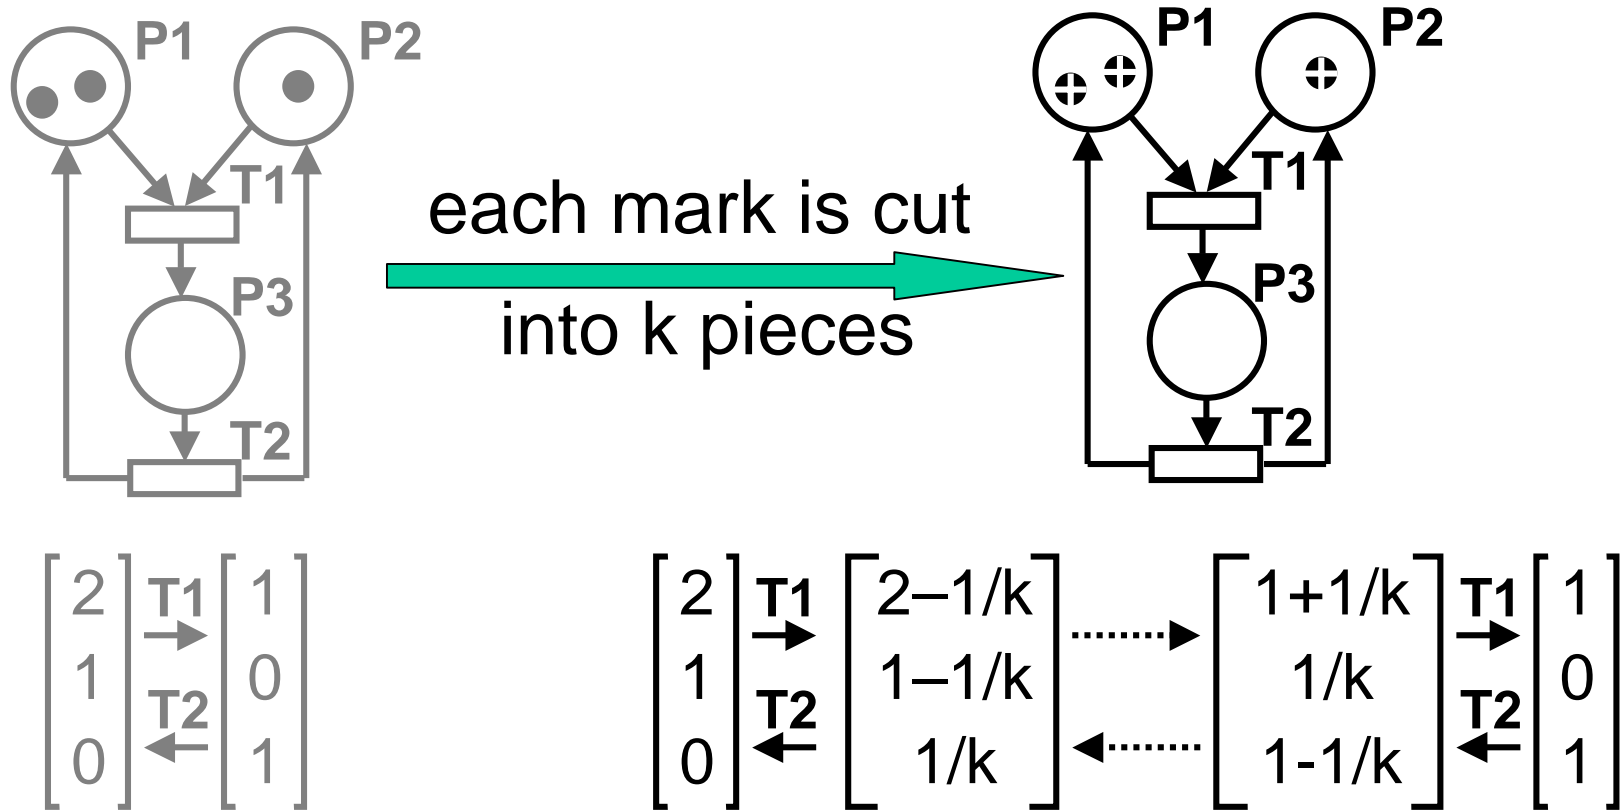 P1 P2
T1
P3
T2
each mark is cut
into k pieces
P1 P2
T1
P3
T2
2 T1 1
1 0
T2
0 1
2 T1 2–1/k 1+1/k T1 1
1 1–1/k 1/k 0
T2 T2
0 1/k 1-1/k 1